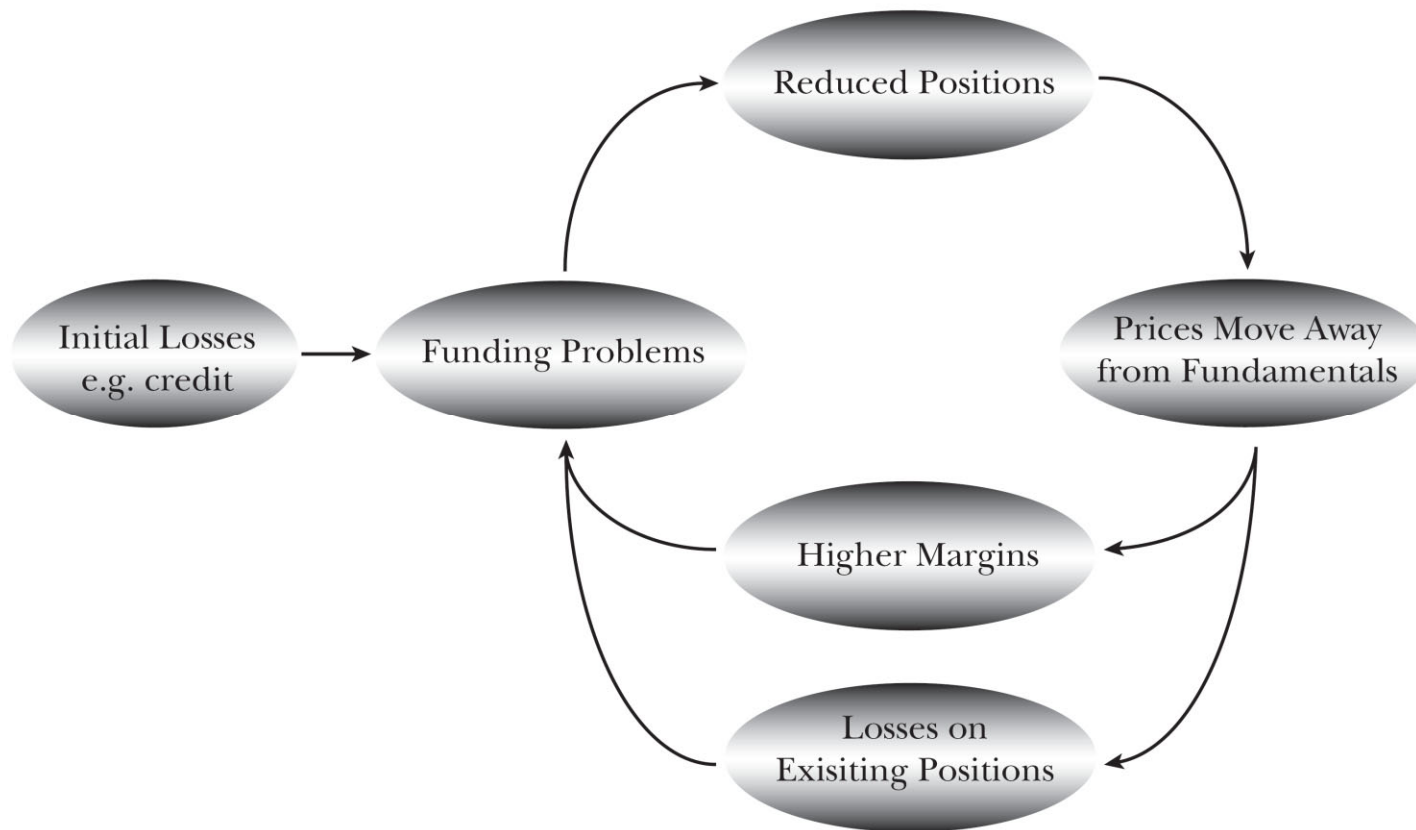 Reduced Positions
Initial Losses
e.g. credit
Funding Problems
Prices Move Away
from Fundamentals
Higher Margins
Losses on
Exisiting Positions